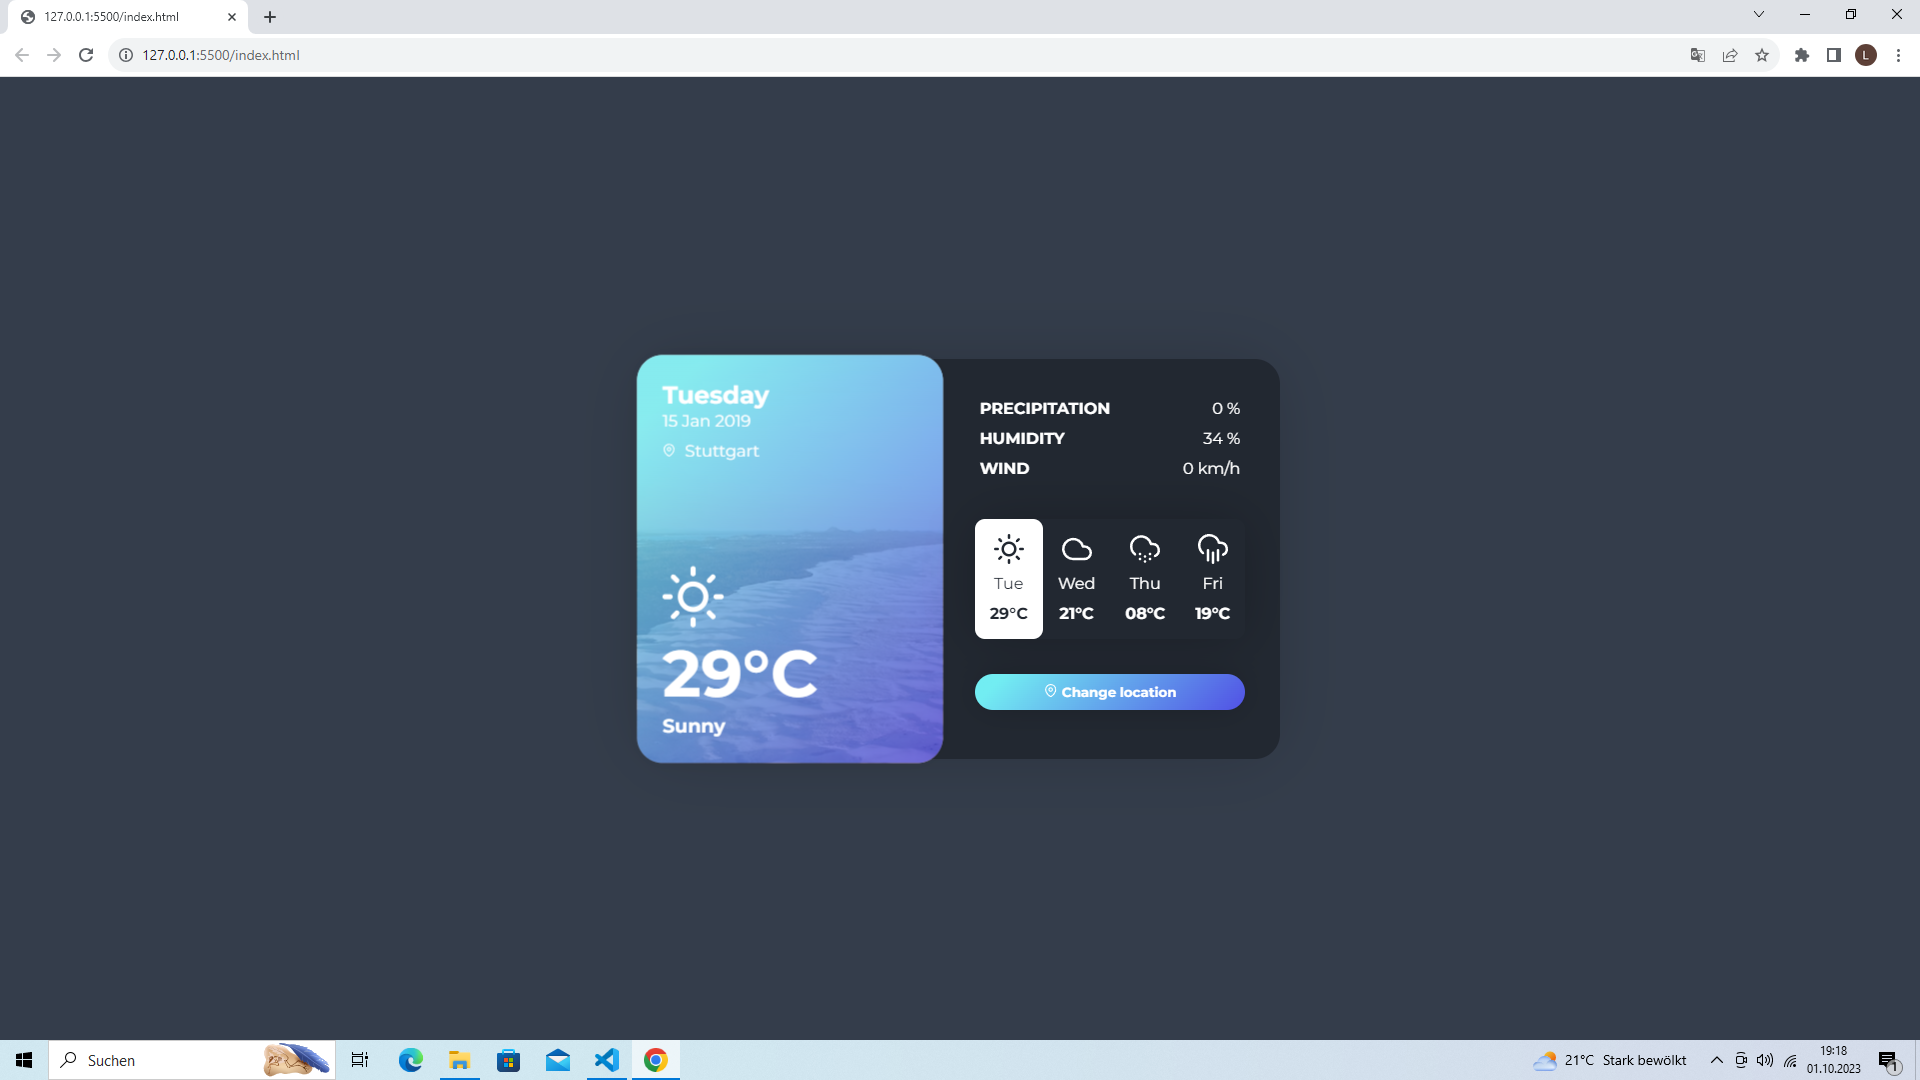 127.0.0.1:5500/index.html
127.0.0.1:5500/index.html
L
Tuesday
15 Jan 2019
Stuttgart
29°C
Sunny
PRECIPITATION 0 %
HUMIDITY 34 %
WIND 0 km/h
Tue Wed Thu Fri
29°C 21°C 08°C 19°C
Change location
Suchen
21°C Stark bewölkt
19:18
01.10.2023
1